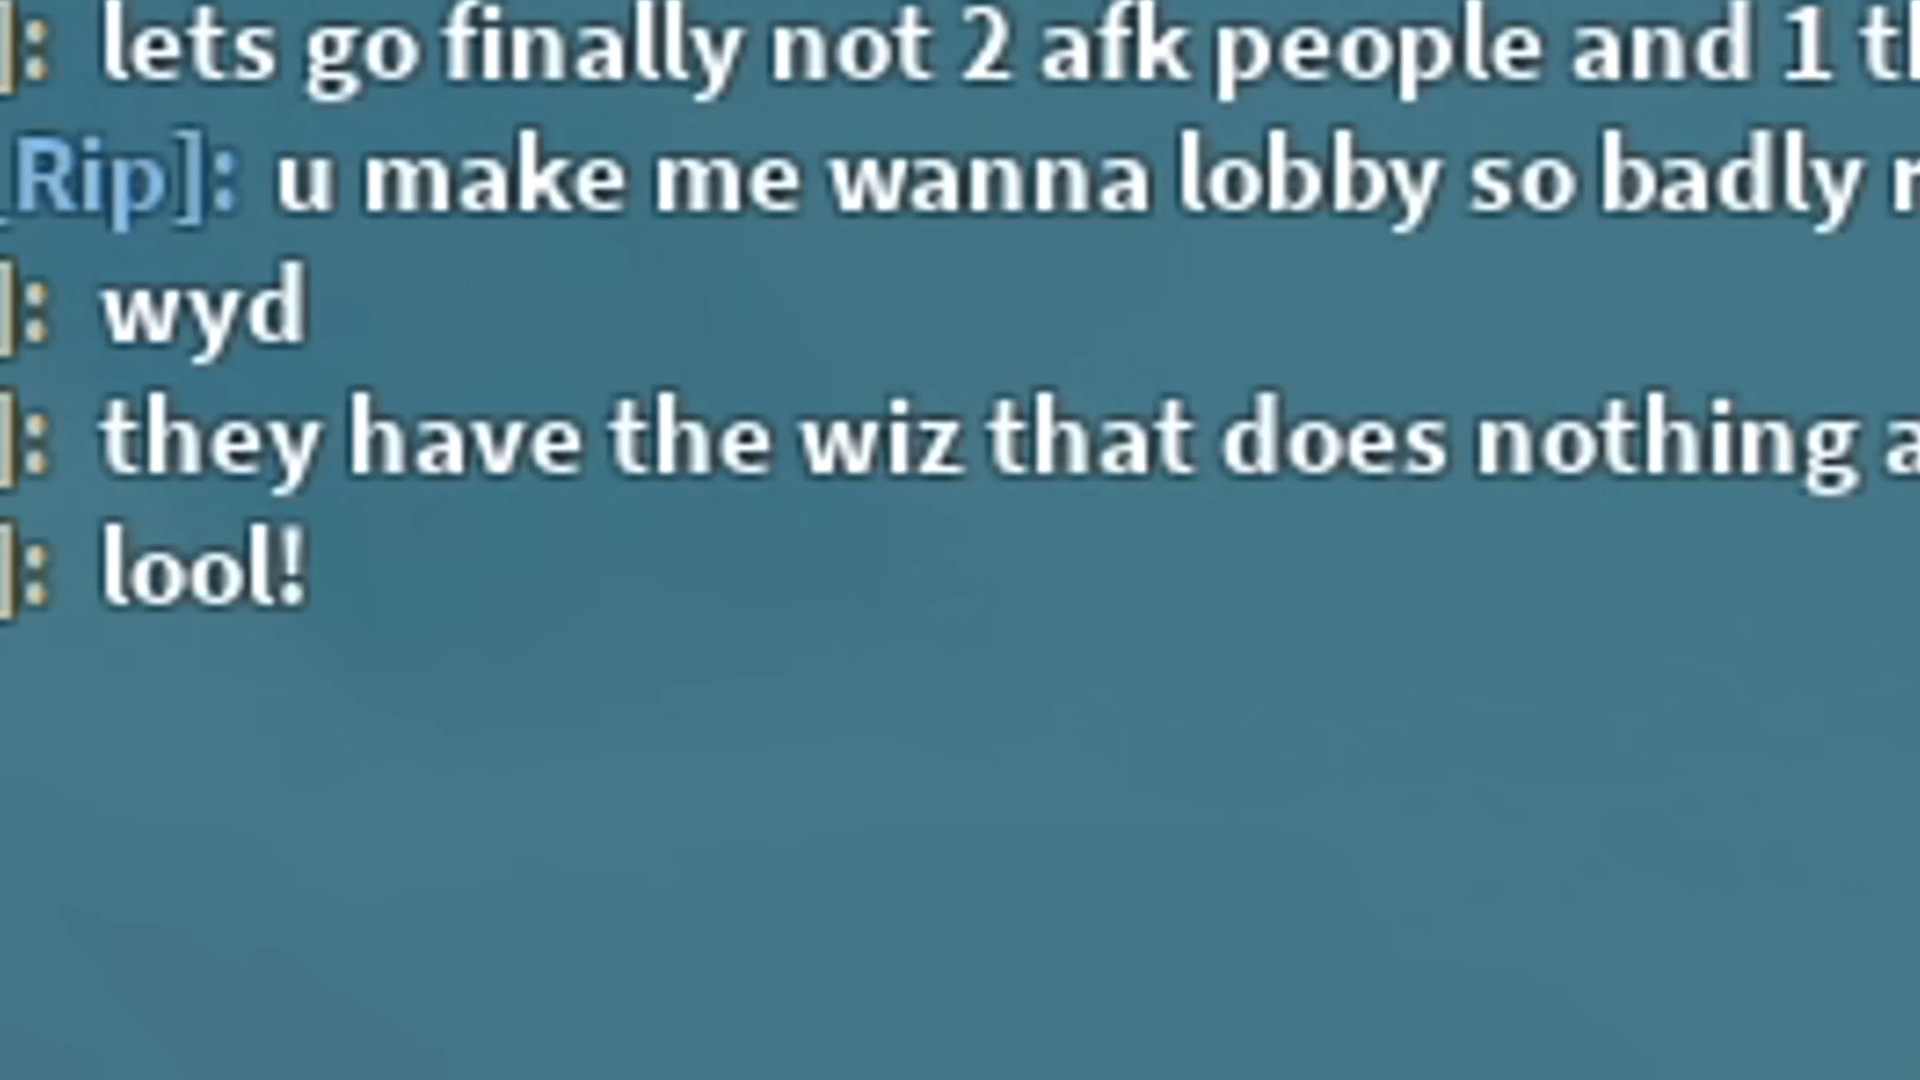 ]: lets go finally not 2 afk people and 1
_Rip]: u make me wanna lobby so badly
]: wyd
]: they have the wiz that does nothing
]: lool!